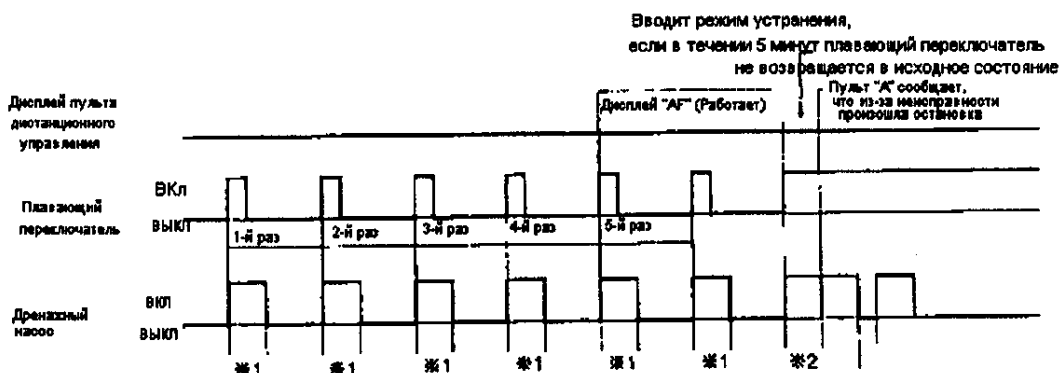 Вводит режим устранения,
если в течении 5 минут плавающий переключатель
не возвращается в исходное состояние
Дисплей пульта
дистанционного
управления
Дисплей "AF" (Работает)
Пульт "А" сообщает,
что из-за неисправности
произошла остановка
ВКл
Плавающий
переключатель
ВЫКЛ
1-й раз
2-й раз
3-й раз
4-й раз
5-й раз
Дренажный
насос
ВКЛ
ВЫКЛ
※1
※1
※1
※1
※1
※1
※2